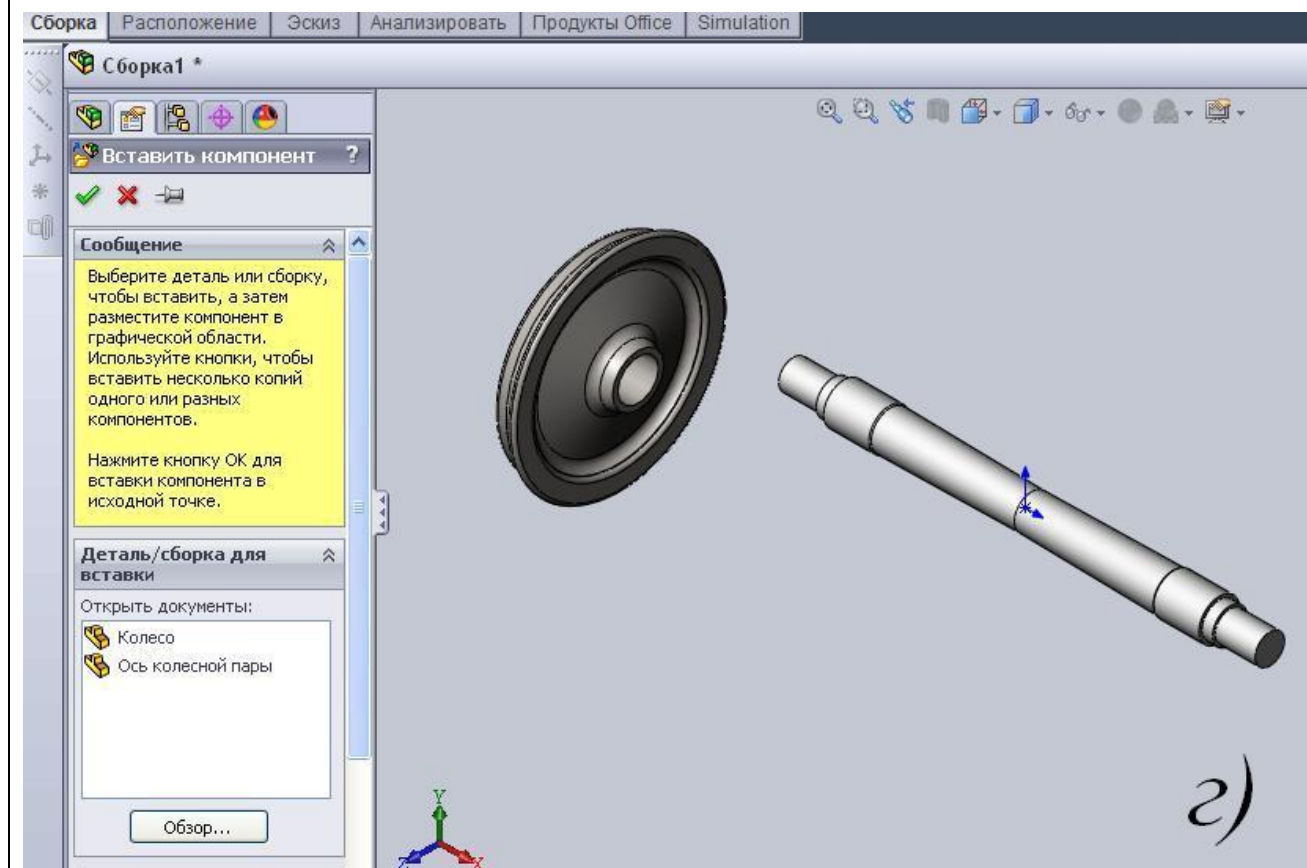 Сборка Расположение Эскиз Анализировать Продукты Office Simulation
Сборка1 *
Вставить компонент ?
Сообщение
Выберите деталь или сборку,
чтобы вставить, а затем
разместите компонент в
графической области.
Используйте кнопки, чтобы
вставить несколько копий
одного или разных
компонентов.
Нажмите кнопку OK для
вставки компонента в
исходной точке.
Деталь/сборка для
вставки
Открыть документы:
Колесо
Ось колесной пары
Обзор...
Y
Z X
г)